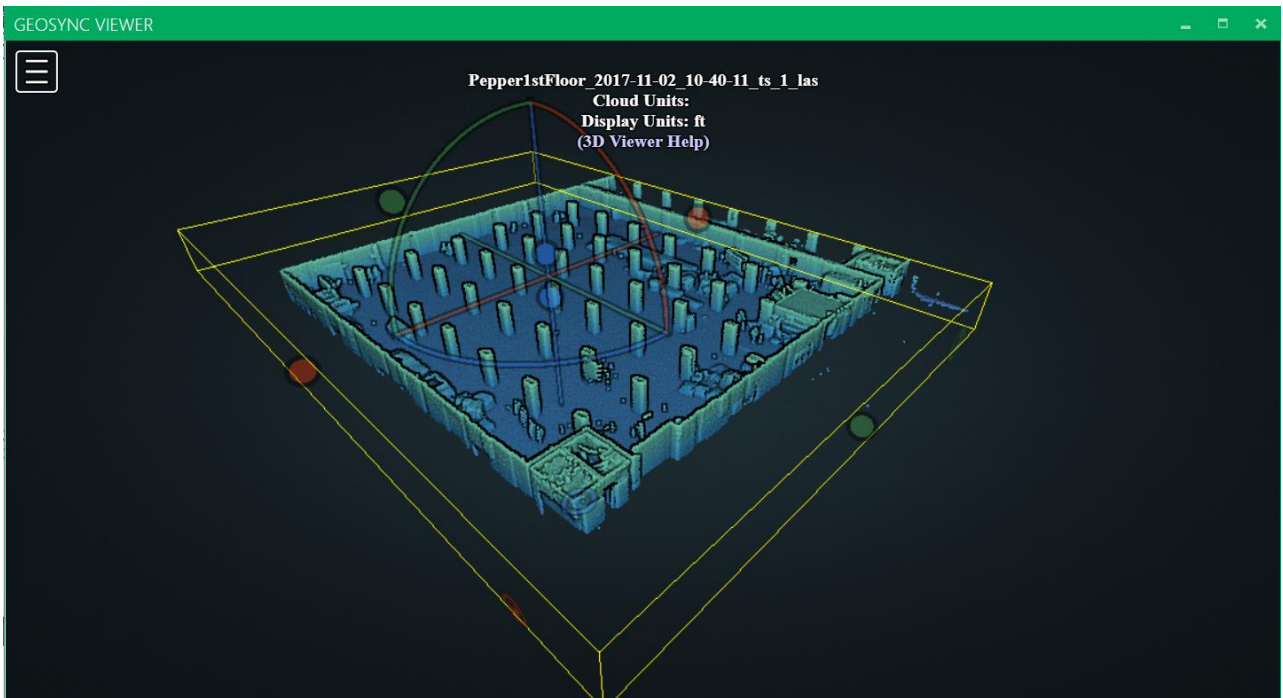 GEOSYNC VIEWER
Pepper1stFloor_2017-11-02_10-40-11_ts_1_las
Cloud Units:
Display Units: ft
(3D Viewer Help)